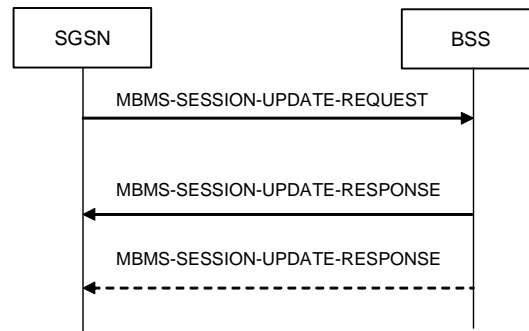 SGSN
BSS
MBMS-SESSION-UPDATE-REQUEST
MBMS-SESSION-UPDATE-RESPONSE
MBMS-SESSION-UPDATE-RESPONSE